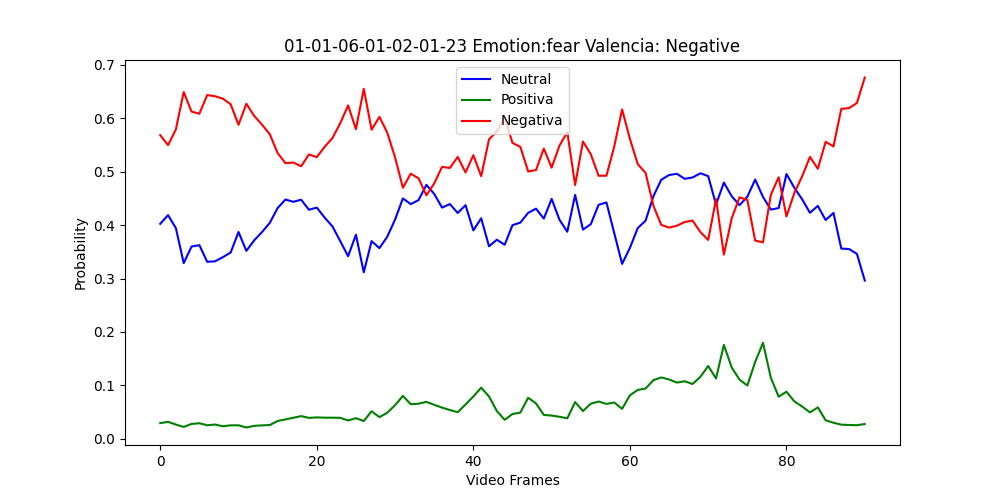 01-01-06-01-02-01-23 Emotion:fear Valencia: Negative
Neutral
Positiva
Negativa
Probability
0.7
0.6
0.5
0.4
0.3
0.2
0.1
0.0
0
20
40
60
80
Video Frames